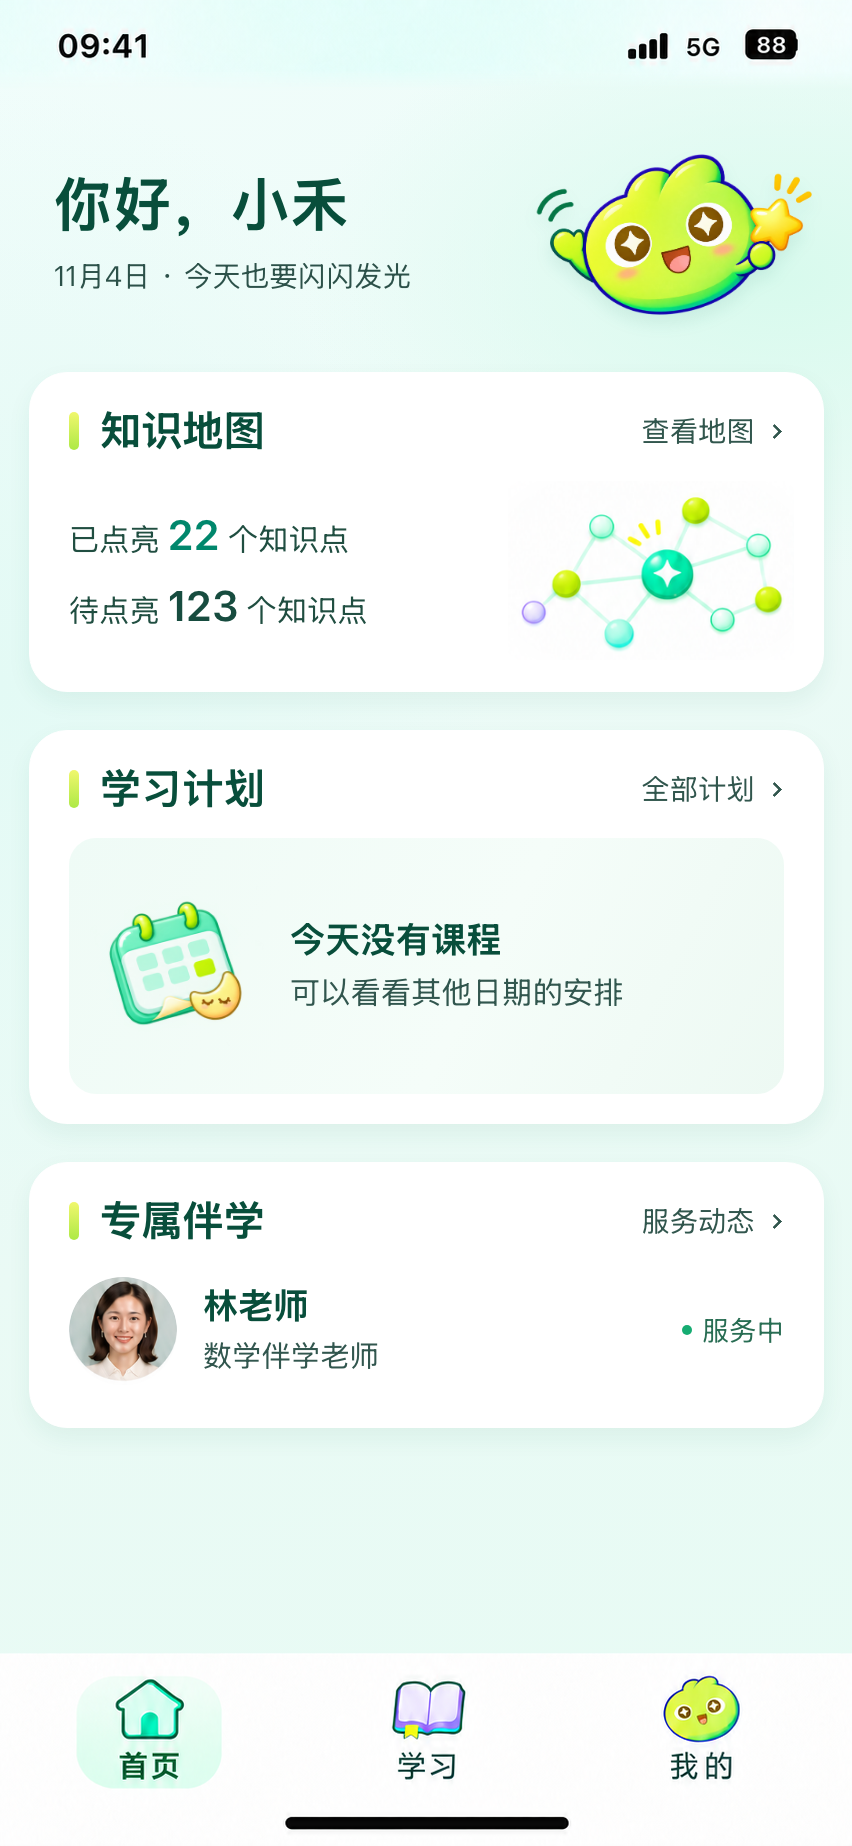 09:41 5G 88
你好，小禾
11月4日 · 今天也要闪闪发光
知识地图 查看地图 >
已点亮 22 个知识点
待点亮 123 个知识点
学习计划 全部计划 >
今天没有课程
可以看看其他日期的安排
专属伴学 服务动态 >
林老师
数学伴学老师
服务中
首页 学习 我的